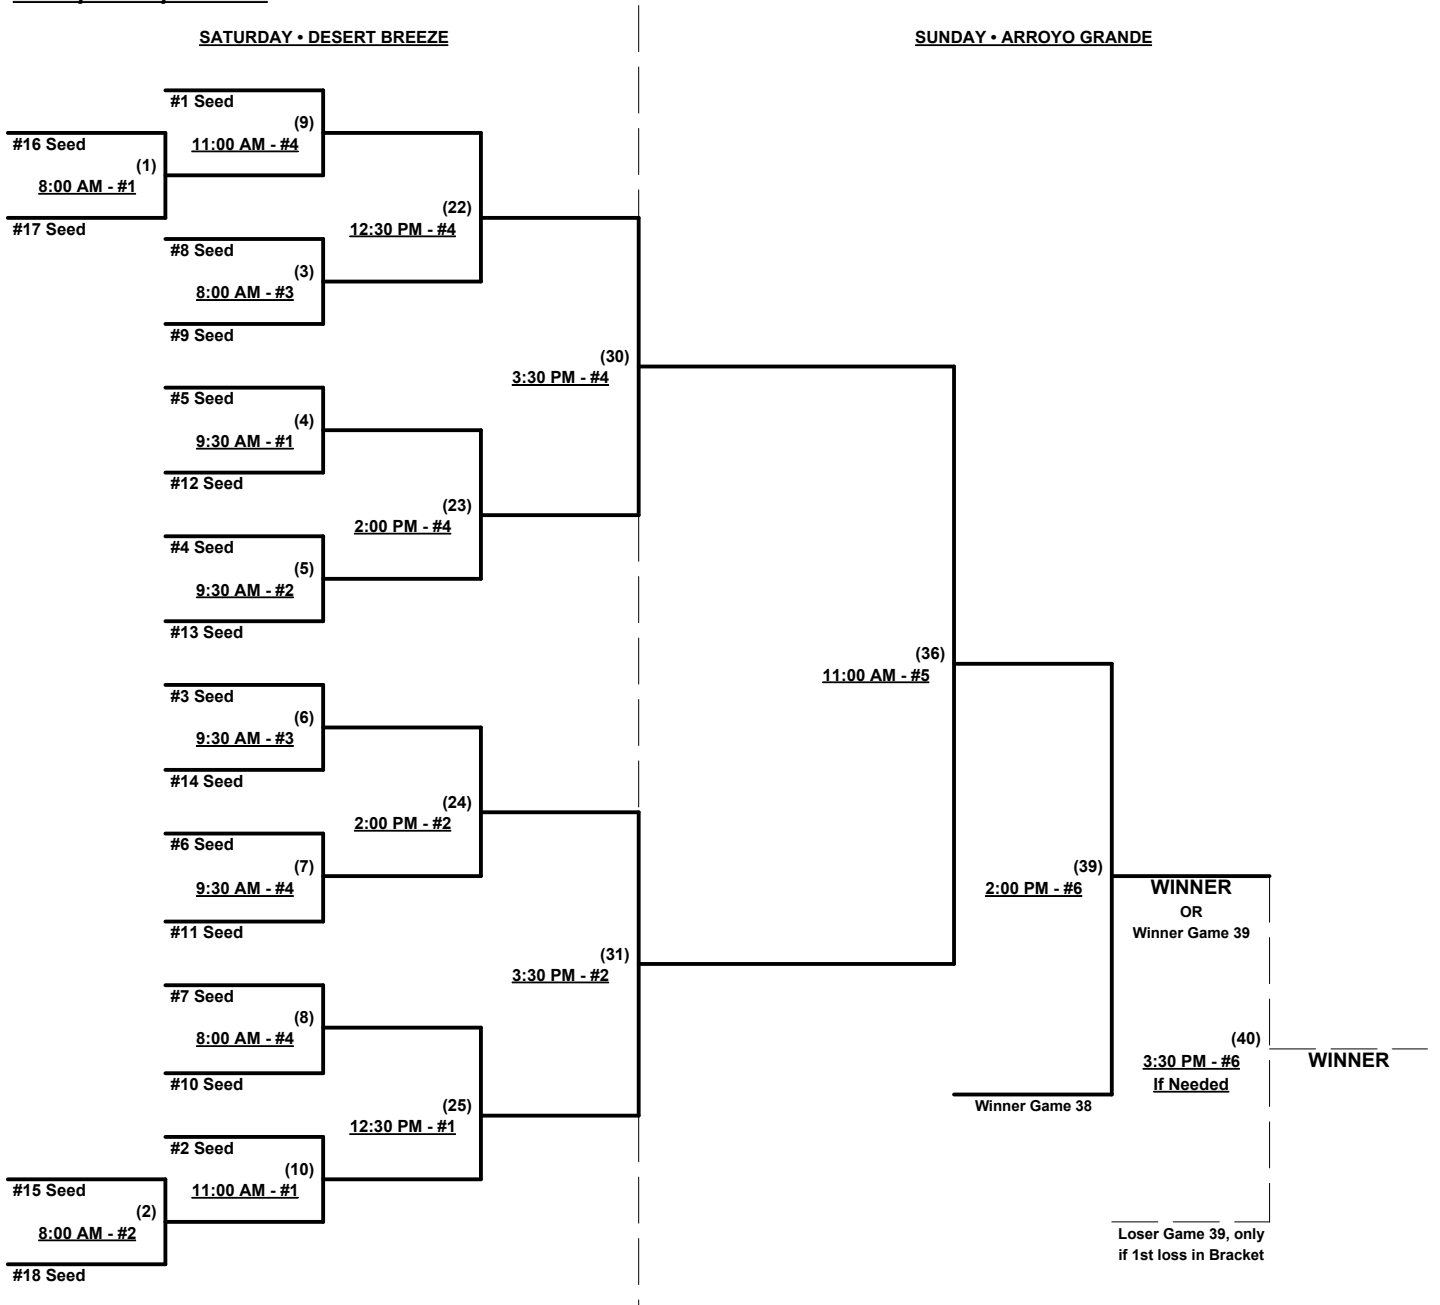 SATURDAY • DESERT BREEZE
SUNDAY • ARROYO GRANDE
#1 Seed
(9)
11:00 AM - #4
#16 Seed
(1)
8:00 AM - #1
#17 Seed
(22)
12:30 PM - #4
#8 Seed
(3)
8:00 AM - #3
#9 Seed
(30)
3:30 PM - #4
#5 Seed
(4)
9:30 AM - #1
#12 Seed
(23)
2:00 PM - #4
#4 Seed
(5)
9:30 AM - #2
#13 Seed
(36)
11:00 AM - #5
#3 Seed
(6)
9:30 AM - #3
#14 Seed
(24)
2:00 PM - #2
#6 Seed
(7)
9:30 AM - #4
#11 Seed
(39)
2:00 PM - #6
WINNER
OR
Winner Game 39
(31)
3:30 PM - #2
#7 Seed
(8)
8:00 AM - #4
#10 Seed
(40)
3:30 PM - #6
If Needed
WINNER
Winner Game 38
(25)
12:30 PM - #1
#2 Seed
(10)
11:00 AM - #1
#15 Seed
(2)
8:00 AM - #2
#18 Seed
Loser Game 39, only
if 1st loss in Bracket